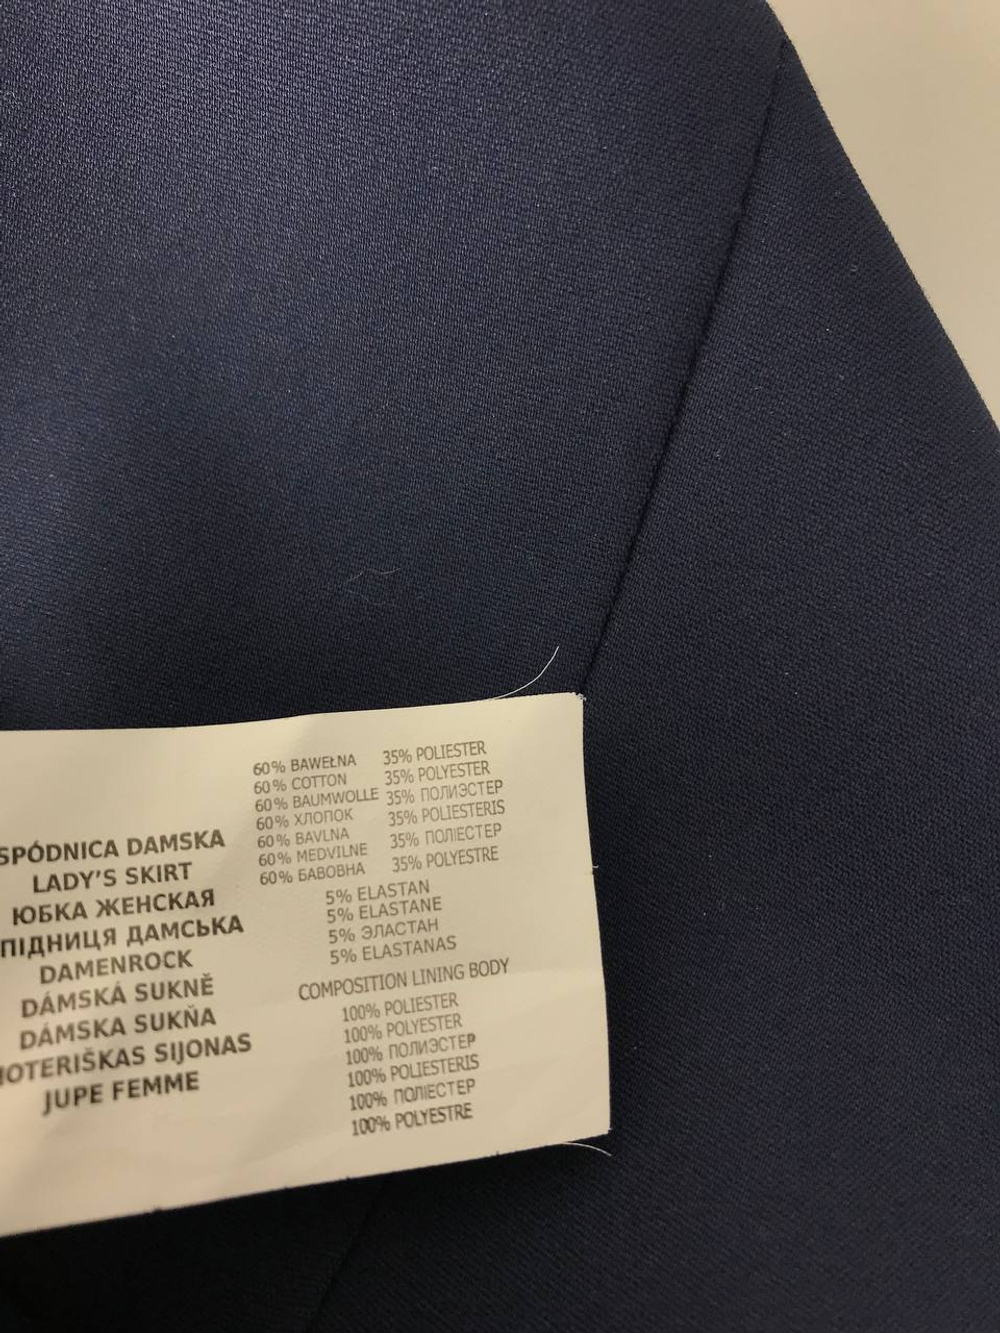 SPÓDNICA DAMSKA
LADY'S SKIRT
ЮБКА ЖЕНСКАЯ
ПІДНИЦЯ ДАМСЬКА
DAMENROCK
DÁMSKÁ SUKNĚ
DÁMSKA SUKŇA
MOTERIŠKAS SIJONAS
JUPE FEMME
60% BAWEŁNA 35% POLIESTER
60% COTTON 35% POLYESTER
60% BAUMWOLLE 35% ПОЛИЭСТЕР
60% ХЛОПОК 35% POLIESTERIS
60% BAVLNA 35% ПОЛІЕСТЕР
60% MEDVILNE 35% POLYESTRE
60% БАВОВНА
5% ELASTAN
5% ELASTANE
5% ЭЛАСТАН
5% ELASTANAS
COMPOSITION LINING BODY
100% POLIESTER
100% POLYESTER
100% ПОЛИЭСТЕР
100% POLIESTERIS
100% ПОЛІЕСТЕР
100% POLYESTRE